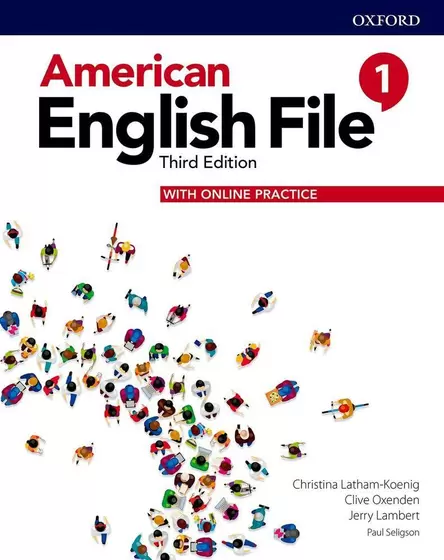 OXFORD
American
English File 1
Third Edition
WITH ONLINE PRACTICE
Christina Latham-Koenig
Clive Oxenden
Jerry Lambert
Paul Seligson